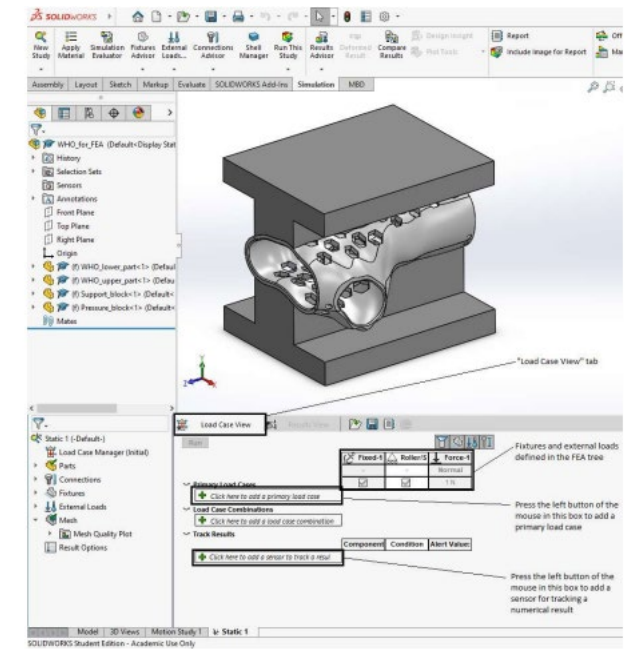 SOLIDWORKS
New Study
Apply Material
Simulation Evaluator
Fixtures Advisor
External Loads...
Connections Advisor
Shell Manager
Run This Study
Results Advisor
Deformed Result
Compare Results
Design Insight
Plot Tools
Report
Include Image for Report
Assembly Layout Sketch Markup Evaluate SOLIDWORKS Add-Ins Simulation MBD
WHO_for_FEA (Default<Display Stat
History
Selection Sets
Sensors
Annotations
Front Plane
Top Plane
Right Plane
Origin
(f) WHO_lower_part<1> (Defaul
(f) WHO_upper_part<1> (Defau
(f) Support_block<1> (Default<
(f) Pressure_block<1> (Default<
Mates
"Load Case View" tab
Load Case View
Results View
Static 1 (-Default-)
Load Case Manager (Initial)
Parts
Connections
Fixtures
External Loads
Mesh
Mesh Quality Plot
Result Options
Run
Fixed-1 Roller/S Force-1
- - Normal
1 N
Primary Load Cases
Click here to add a primary load case
Load Case Combinations
Click here to add a load case combination
Track Results
Component Condition Alert Value:
Click here to add a sensor to track a resul
Fixtures and external loads
defined in the FEA tree
Press the left button of the
mouse in this box to add a
primary load case
Press the left button of the
mouse in this box to add a
sensor for tracking a
numerical result
Model 3D Views Motion Study 1 Static 1
SOLIDWORKS Student Edition - Academic Use Only